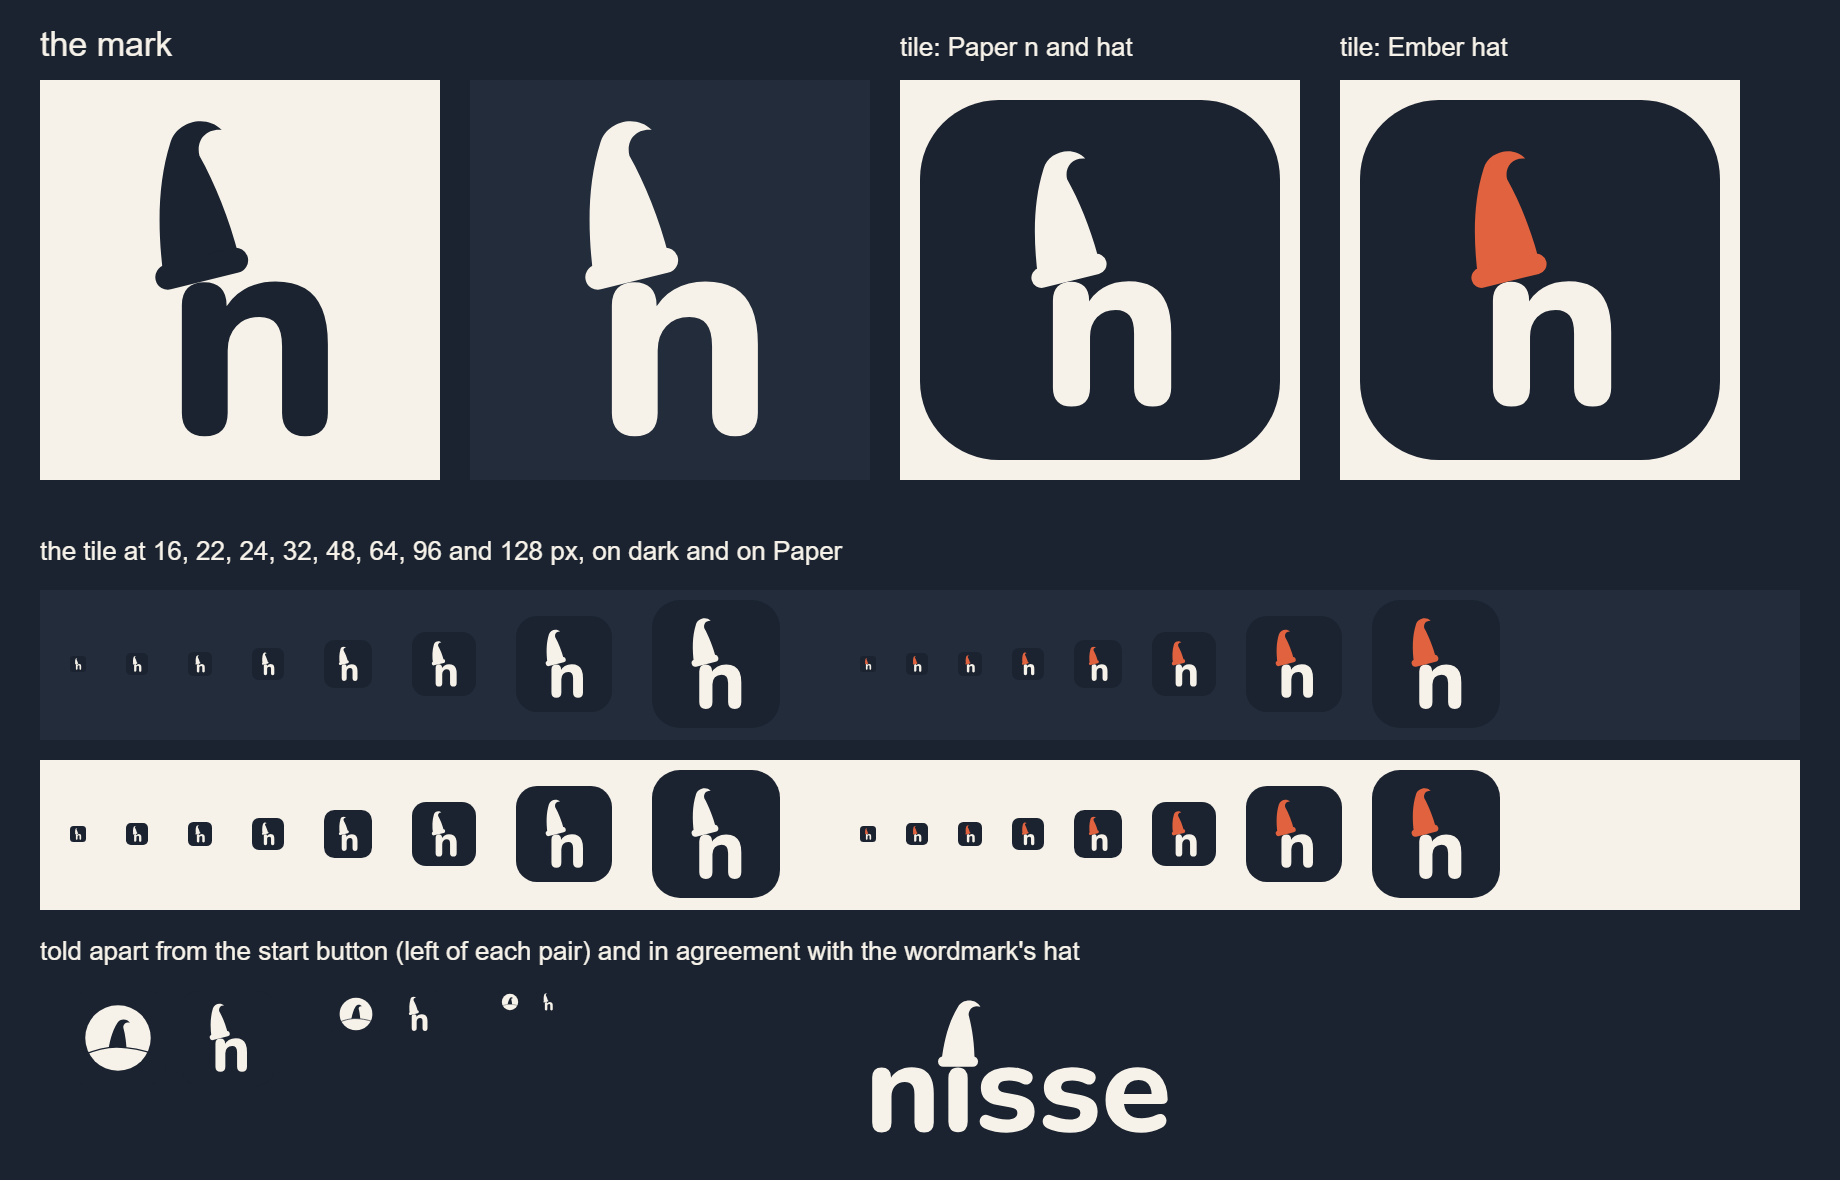 the mark
tile: Paper n and hat
tile: Ember hat
n
n
n
n
the tile at 16, 22, 24, 32, 48, 64, 96 and 128 px, on dark and on Paper
n n n n n n n n n n n n n n n n
n n n n n n n n n n n n n n n n
told apart from the start button (left of each pair) and in agreement with the wordmark's hat
n n n
nisse